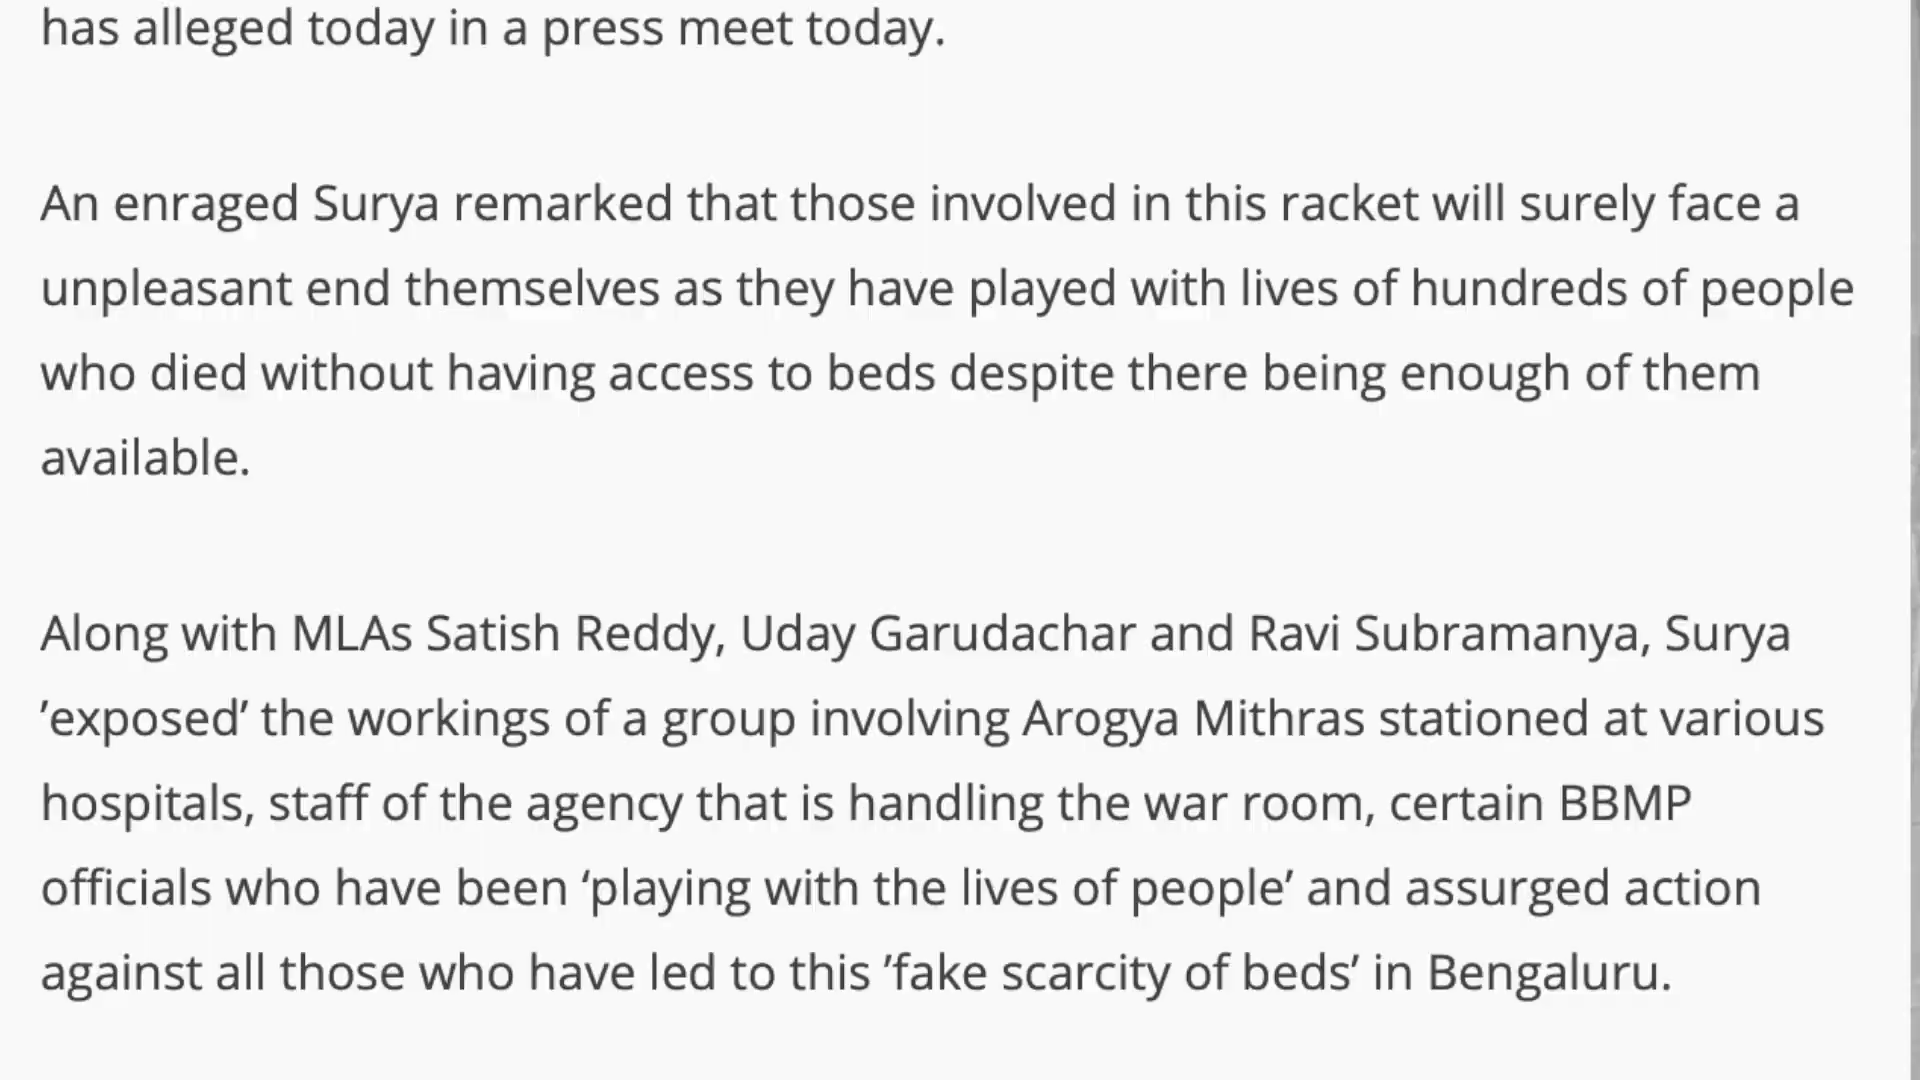 has alleged today in a press meet today.
An enraged Surya remarked that those involved in this racket will surely face a
unpleasant end themselves as they have played with lives of hundreds of people
who died without having access to beds despite there being enough of them
available.
Along with MLAs Satish Reddy, Uday Garudachar and Ravi Subramanya, Surya
’exposed’ the workings of a group involving Arogya Mithras stationed at various
hospitals, staff of the agency that is handling the war room, certain BBMP
officials who have been ‘playing with the lives of people’ and assurged action
against all those who have led to this ’fake scarcity of beds’ in Bengaluru.